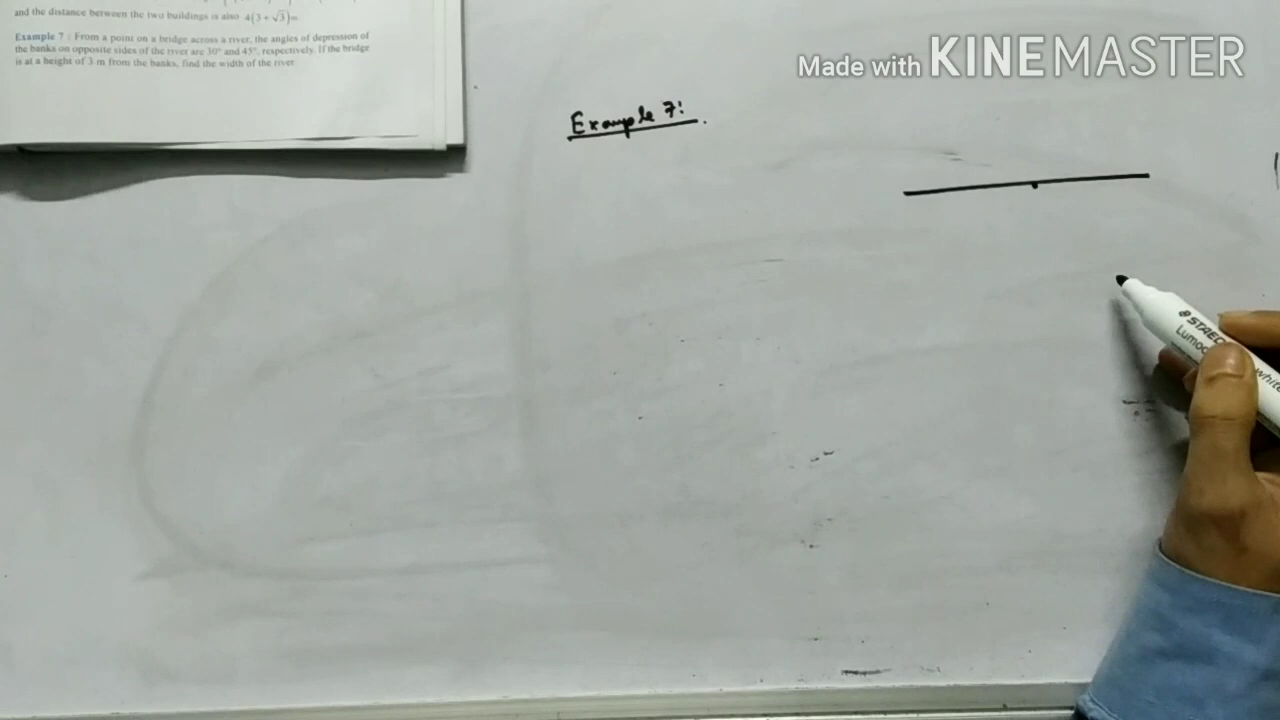 and the distance between the two buildings is also 4(3 + √3)m.
Example 7 : From a point on a bridge across a river, the angles of depression of
the banks on opposite sides of the river are 30° and 45°, respectively. If the bridge
is at a height of 3 m from the banks, find the width of the river.
Made with KINEMASTER
Example 7:
STAED
Lumoc
white